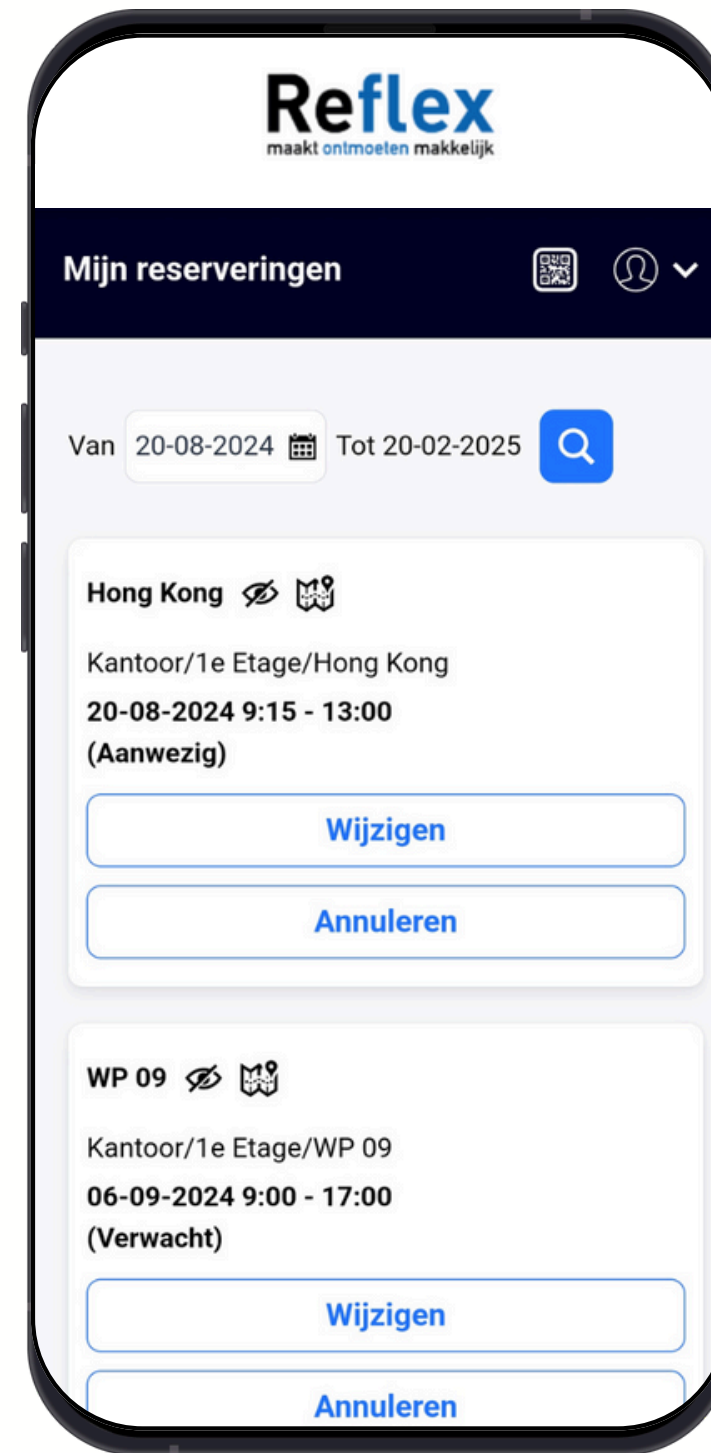 Reflex
maakt ontmoeten makkelijk
Mijn reserveringen
Van 20-08-2024 Tot 20-02-2025
Hong Kong
Kantoor/1e Etage/Hong Kong
20-08-2024 9:15 - 13:00
(Aanwezig)
Wijzigen
Annuleren
WP 09
Kantoor/1e Etage/WP 09
06-09-2024 9:00 - 17:00
(Verwacht)
Wijzigen
Annuleren